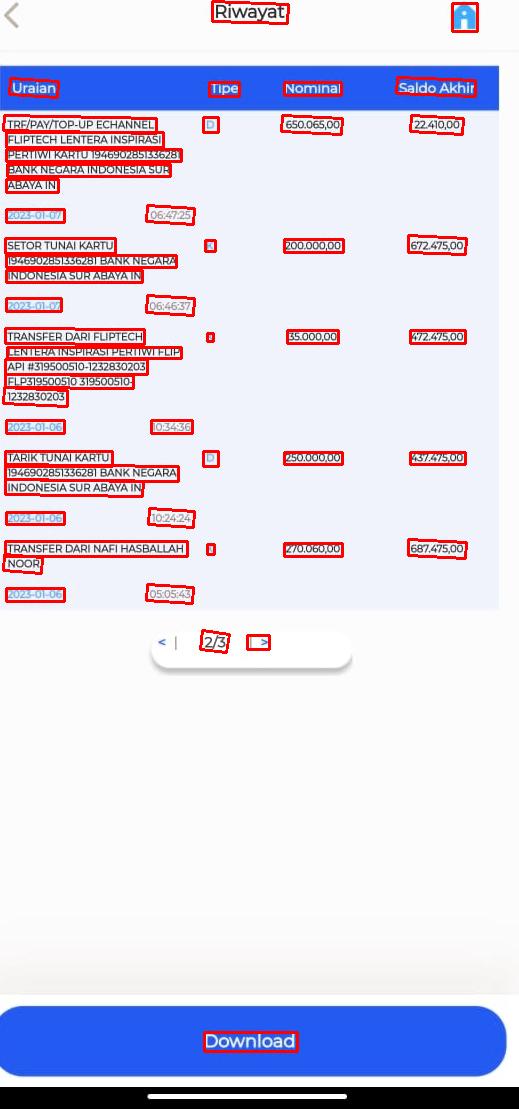 Riwayat
Uraian Tipe Nominal Saldo Akhir
TRF/PAY/TOP-UP ECHANNEL D 650.065,00 22.410,00
FLIPTECH LENTERA INSPIRASI
PERTIWI KARTU 1946902851336281
BANK NEGARA INDONESIA SUR
ABAYA IN
2023-01-07 06:47:25
SETOR TUNAI KARTU K 200.000,00 672.475,00
1946902851336281 BANK NEGARA
INDONESIA SUR ABAYA IN
2023-01-07 06:46:37
TRANSFER DARI FLIPTECH 35.000,00 472.475,00
LENTERA INSPIRASI PERTIWI FLIP
API #319500510-1232830203
FLP319500510 319500510-
1232830203
2023-01-06 10:34:36
TARIK TUNAI KARTU D 250.000,00 437.475,00
1946902851336281 BANK NEGARA
INDONESIA SUR ABAYA IN
2023-01-06 10:24:24
TRANSFER DARI NAFI HASBALLAH 270.060,00 687.475,00
NOOR
2023-01-06 05:05:43
< | 2/3 | >
Download